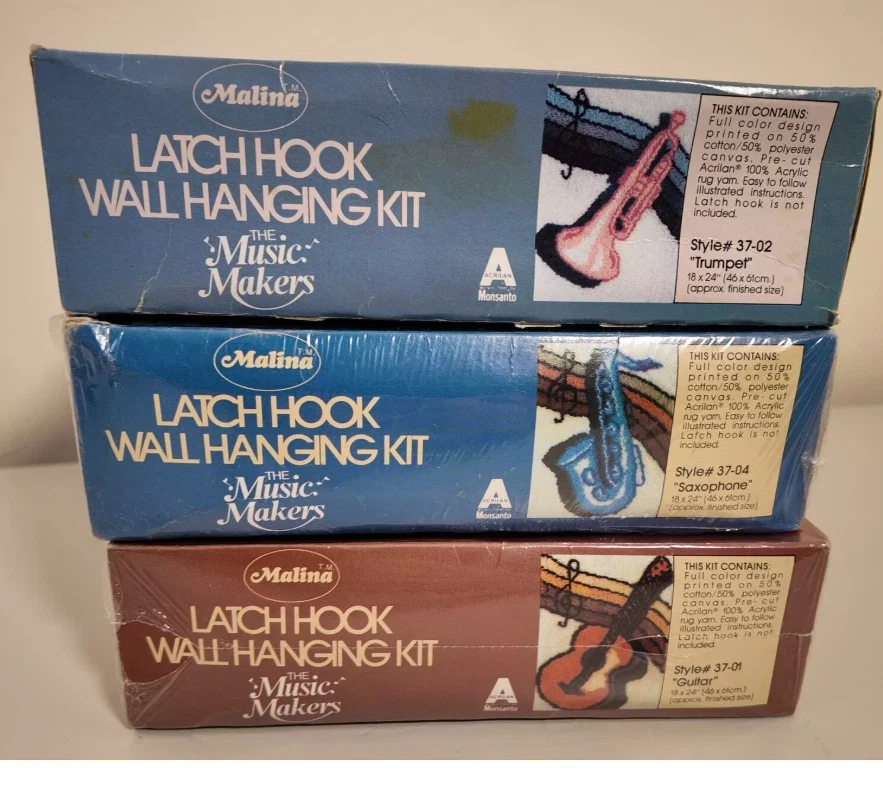 Malina T.M.
LATCH HOOK
WALL HANGING KIT
THE
Music
Makers
A
ACRILAN
Monsanto
THIS KIT CONTAINS:
Full color design
printed on 50%
cotton/50% polyester
canvas. Pre-cut
Acrilan® 100% Acrylic
rug yarn. Easy to follow
illustrated instructions.
Latch hook is not
included.
Style# 37-02
"Trumpet"
18 x 24" (46 x 61cm.)
(approx. finished size)
Malina T.M.
LATCH HOOK
WALL HANGING KIT
THE
Music
Makers
A
ACRILAN
Monsanto
THIS KIT CONTAINS:
Full color design
printed on 50%
cotton/50% polyester
canvas. Pre-cut
Acrilan® 100% Acrylic
rug yarn. Easy to follow
illustrated instructions.
Latch hook is not
included.
Style# 37-04
"Saxophone"
18 x 24" (46 x 61cm.)
(approx. finished size)
Malina T.M.
LATCH HOOK
WALL HANGING KIT
THE
Music
Makers
A
ACRILAN
Monsanto
THIS KIT CONTAINS:
Full color design
printed on 50%
cotton/50% polyester
canvas. Pre-cut
Acrilan® 100% Acrylic
rug yarn. Easy to follow
illustrated instructions.
Latch hook is not
included.
Style# 37-01
"Guitar"
18 x 24" (46 x 61cm.)
(approx. finished size)